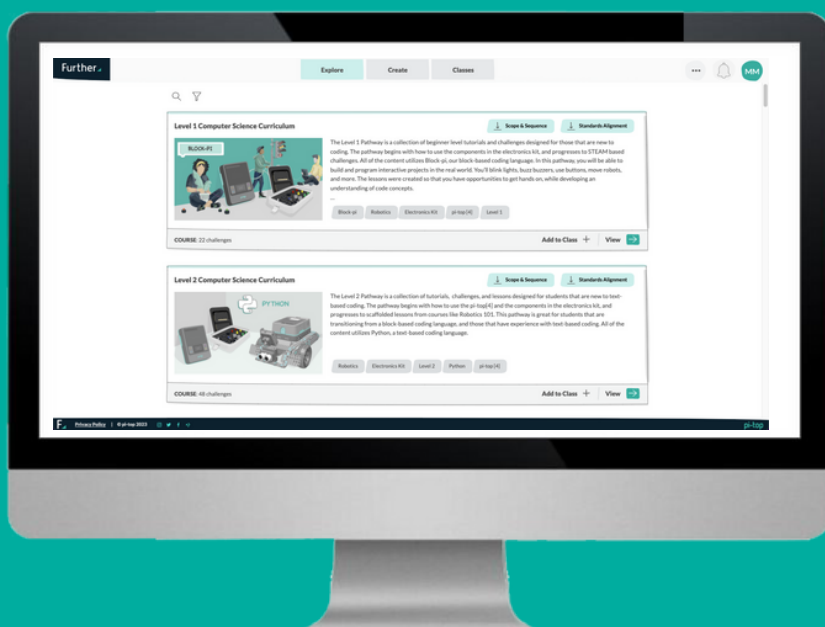 Further
Explore
Create
Classes
MM
Level 1 Computer Science Curriculum
Scope & Sequence
Standards Alignment
BLOCK-PI
The Level 1 Pathway is a collection of beginner level tutorials and challenges designed for those that are new to
coding. The pathway begins with how to use the components in the electronics kit, and progresses to STEAM based
challenges. All of the content utilizes Block-pi, our block-based coding language. In this pathway, you will be able to
build and program interactive projects in the real world. You'll blink lights, buzz buzzers, use buttons, move robots,
and more. The lessons were created so that you have opportunities to get hands on, while developing an
understanding of code concepts.
...
Block-pi
Robotics
Electronics Kit
pi-top [4]
Level 1
COURSE: 22 challenges
Add to Class +
View
Level 2 Computer Science Curriculum
Scope & Sequence
Standards Alignment
PYTHON
The Level 2 Pathway is a collection of tutorials, challenges, and lessons designed for students that are new to text-
based coding. The pathway begins with how to use the pi-top[4] and the components in the electronics kit, and
progresses to scaffolded lessons from courses like Robotics 101. This pathway is great for students that are
transitioning from a block-based coding language, and those that have experience with text-based coding. All of the
content utilizes Python, a text-based coding language.
Robotics
Electronics Kit
Level 2
Python
pi-top [4]
COURSE: 48 challenges
Add to Class +
View
F
Privacy Policy | © pi-top 2023
pi-top